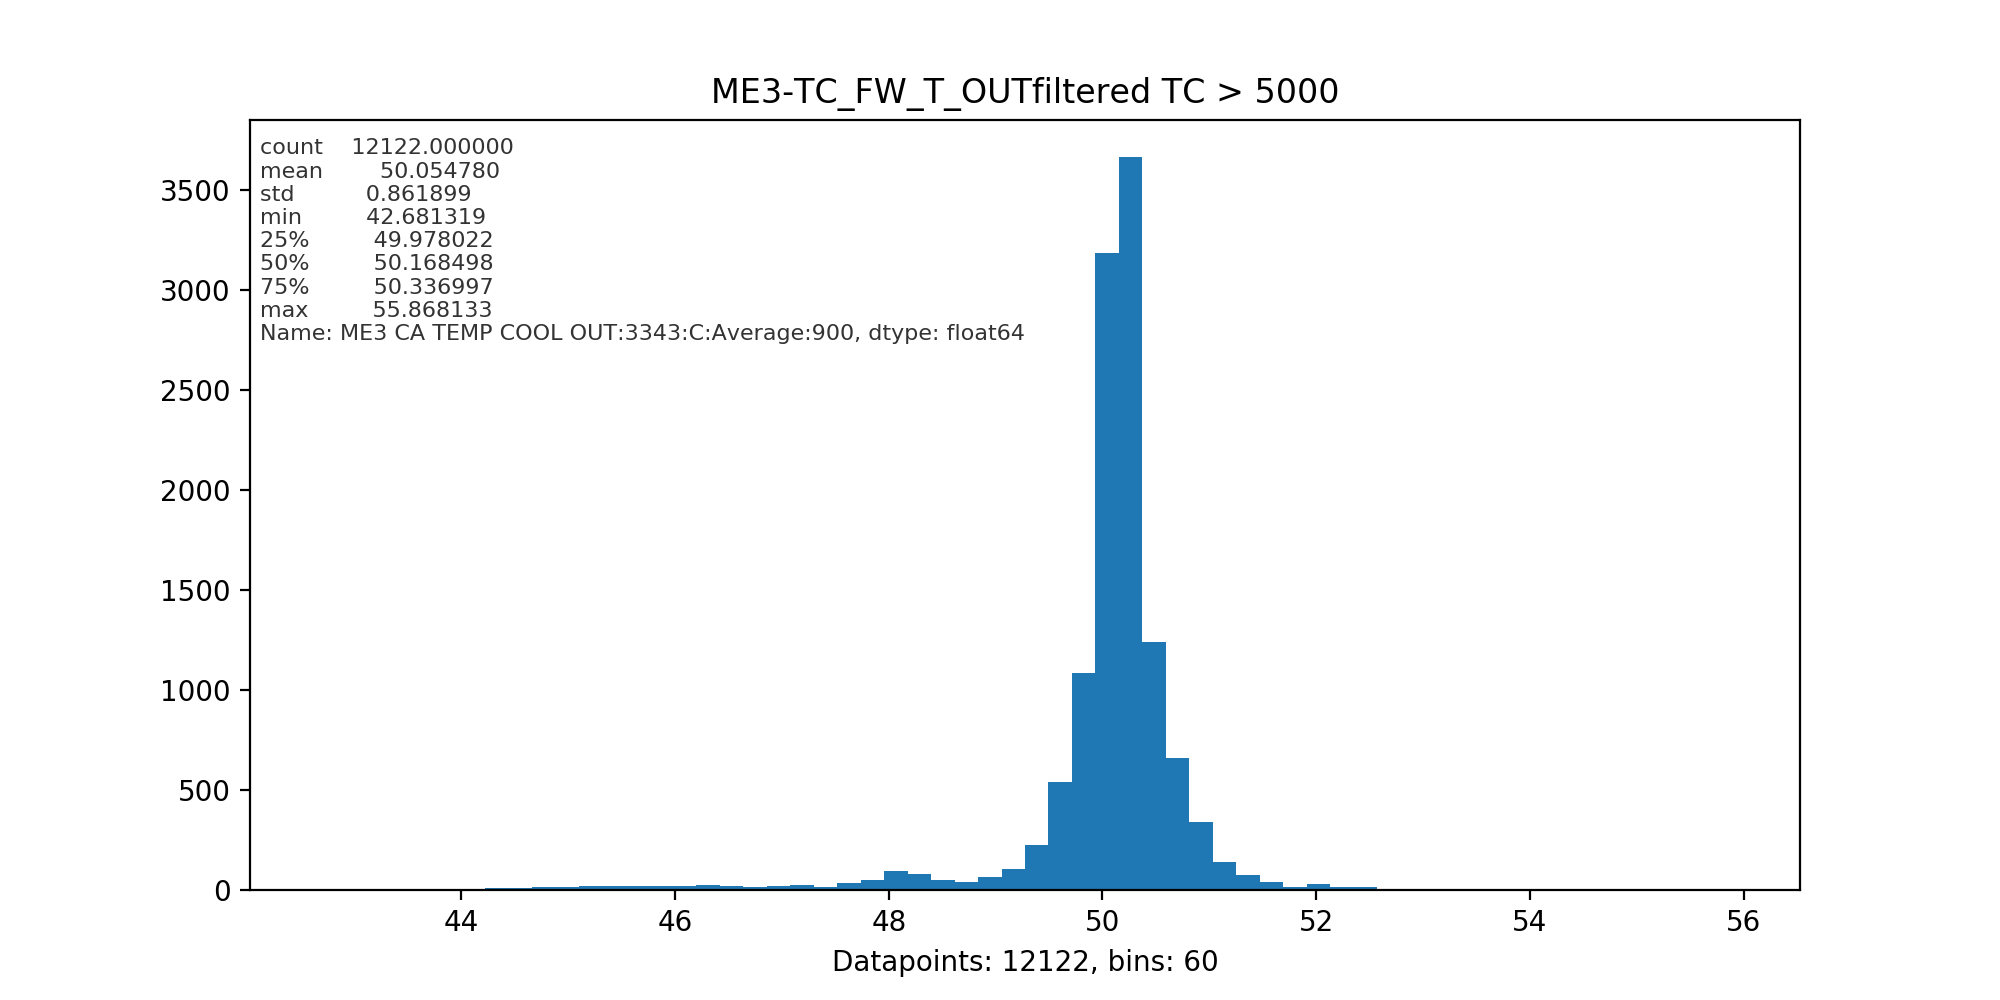 ME3-TC_FW_T_OUTfiltered TC > 5000
count 12122.000000
mean 50.054780
std 0.861899
min 42.681319
25% 49.978022
50% 50.168498
75% 50.336997
max 55.868133
Name: ME3 CA TEMP COOL OUT:3343:C:Average:900, dtype: float64
3500
3000
2500
2000
1500
1000
500
0
44 46 48 50 52 54 56
Datapoints: 12122, bins: 60